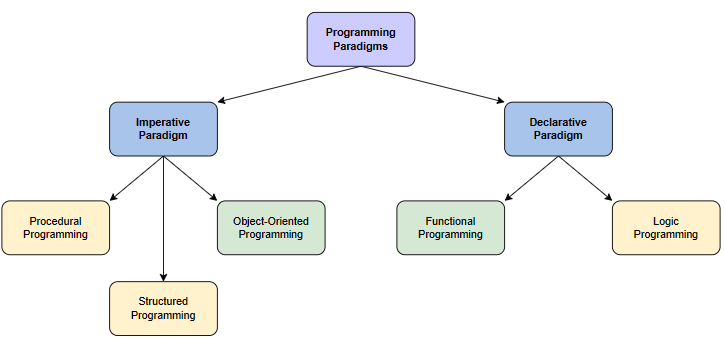 Programming
Paradigms
Imperative
Paradigm
Declarative
Paradigm
Procedural
Programming
Object-Oriented
Programming
Functional
Programming
Logic
Programming
Structured
Programming